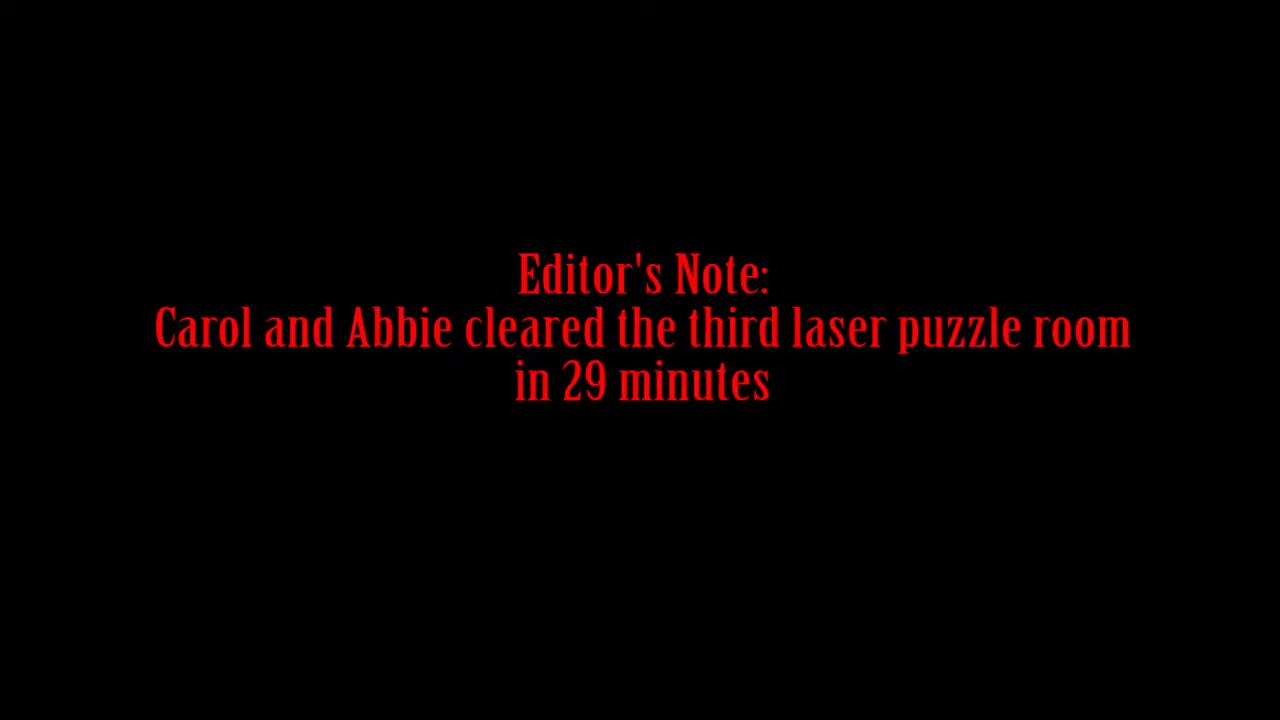 Editor's Note:
Carol and Abbie cleared the third laser puzzle room
in 29 minutes